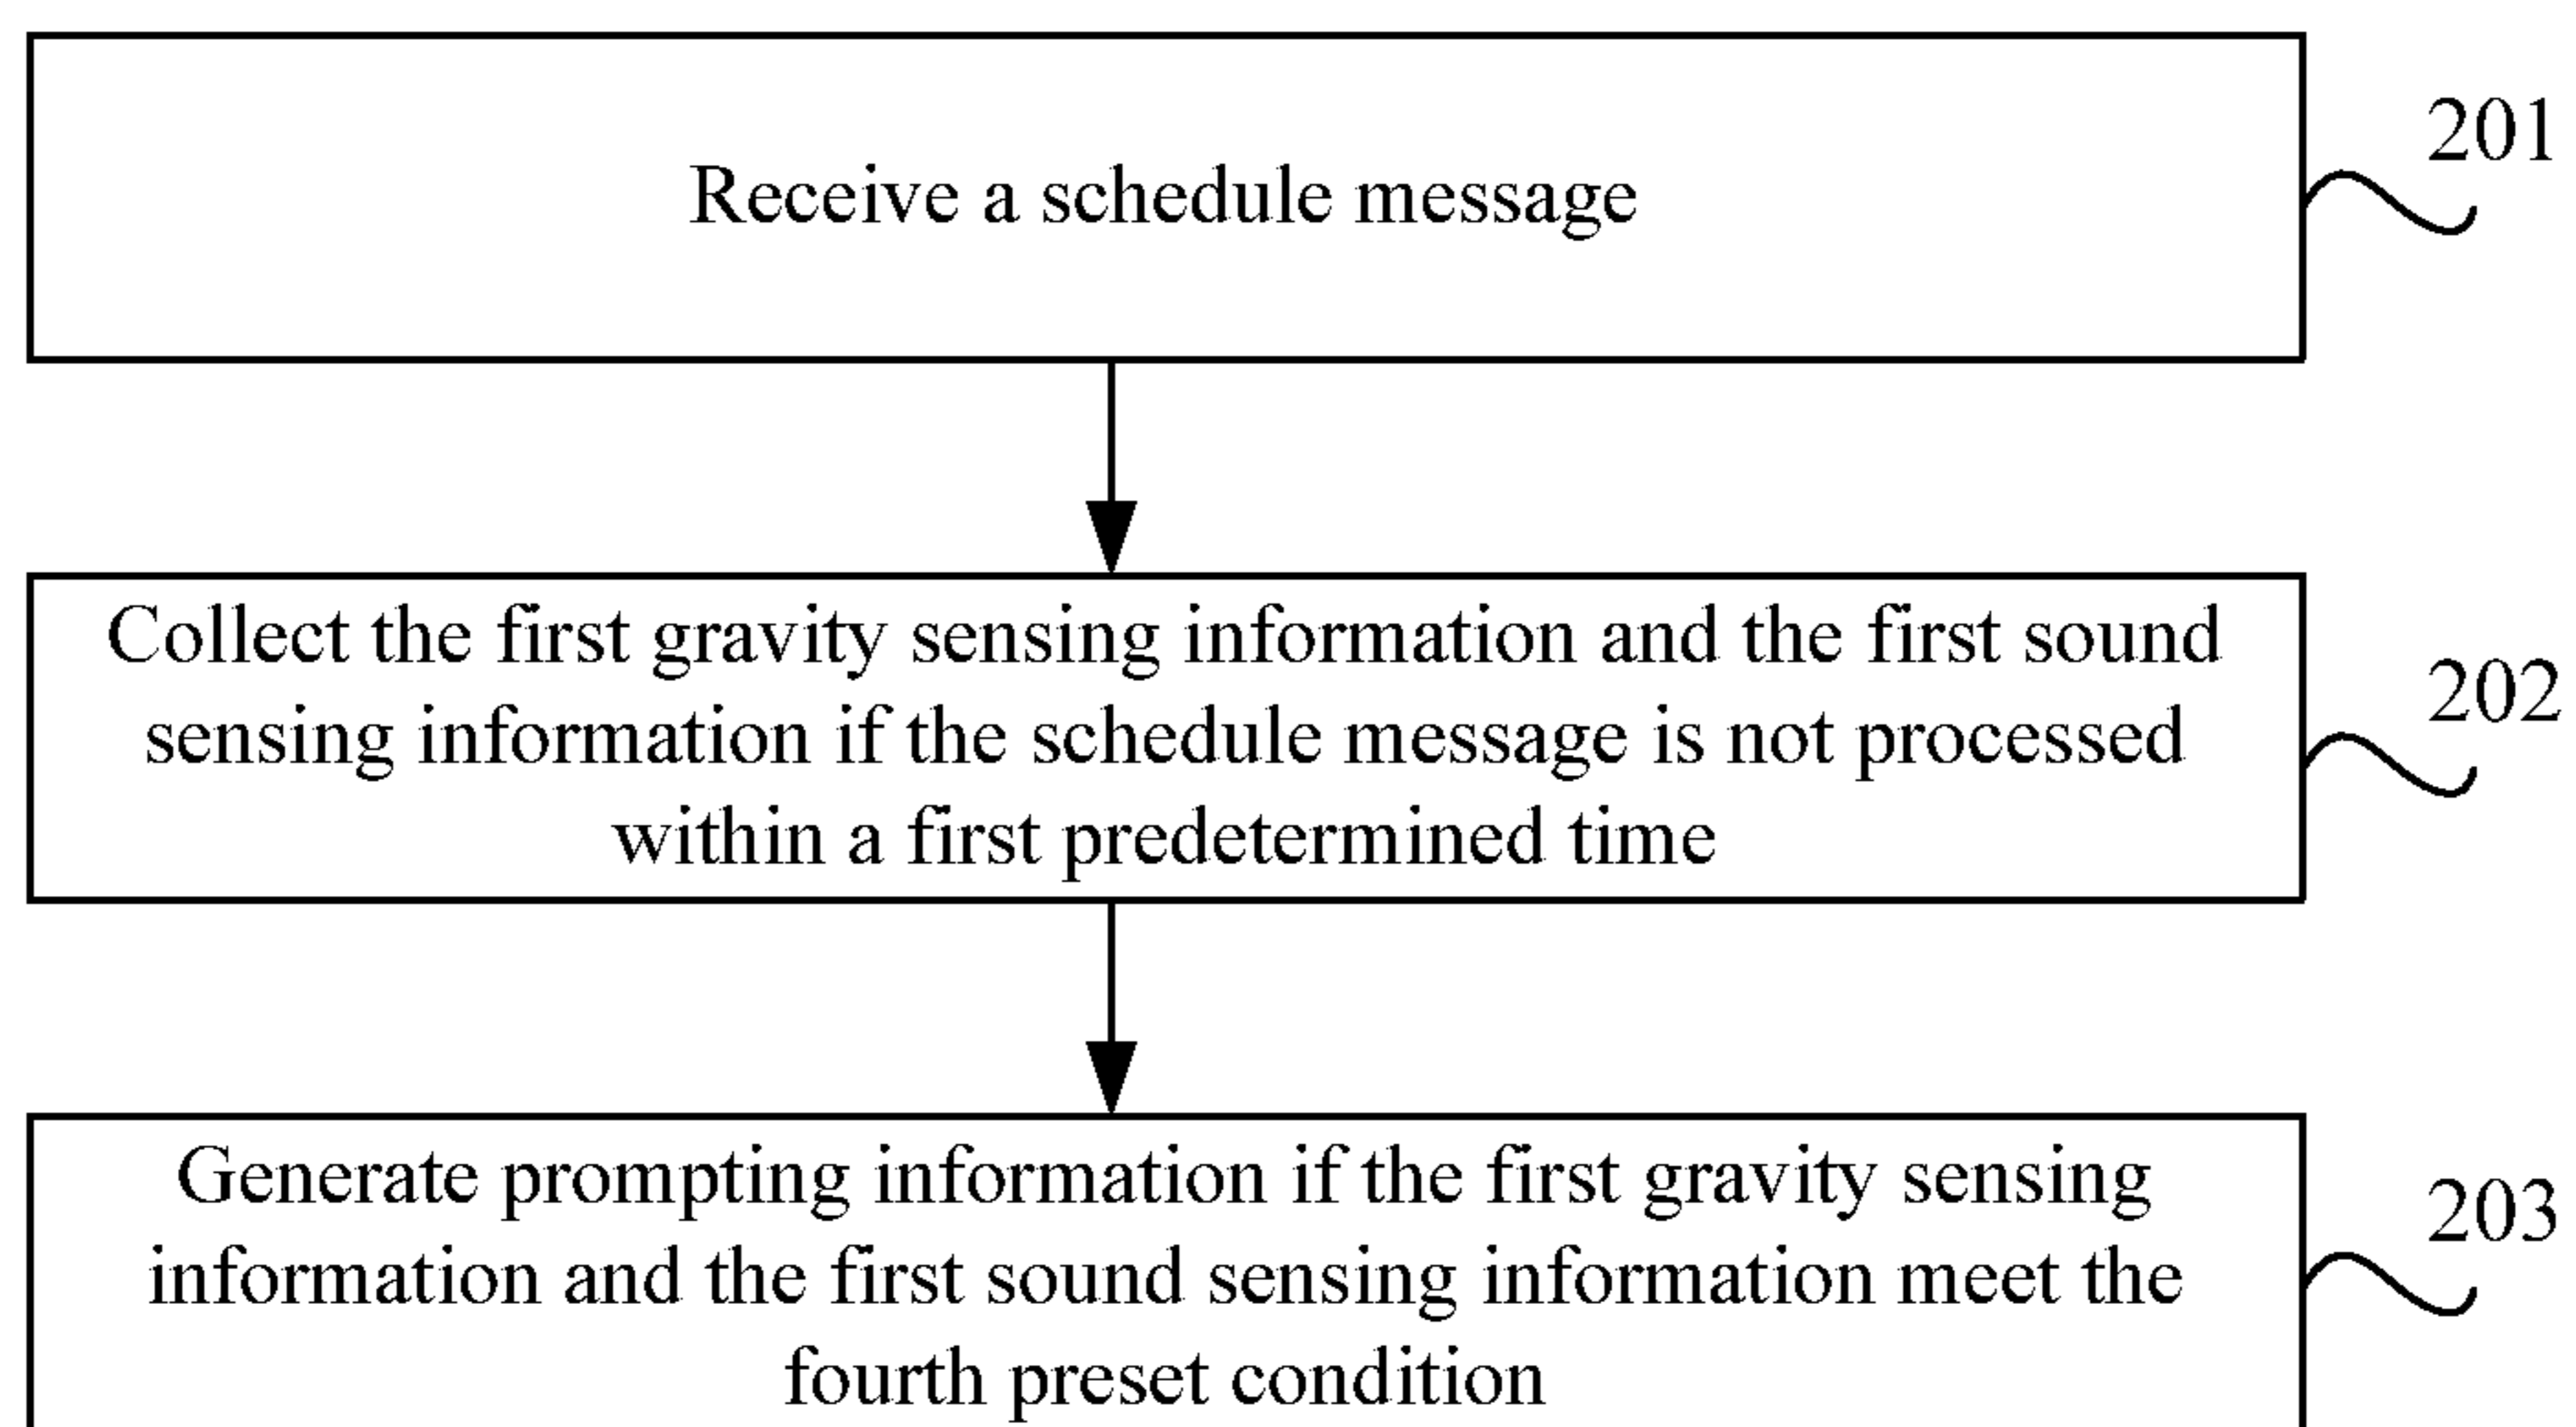 Receive a schedule message
201
Collect the first gravity sensing information and the first sound
sensing information if the schedule message is not processed
within a first predetermined time
202
Generate prompting information if the first gravity sensing
information and the first sound sensing information meet the
fourth preset condition
203